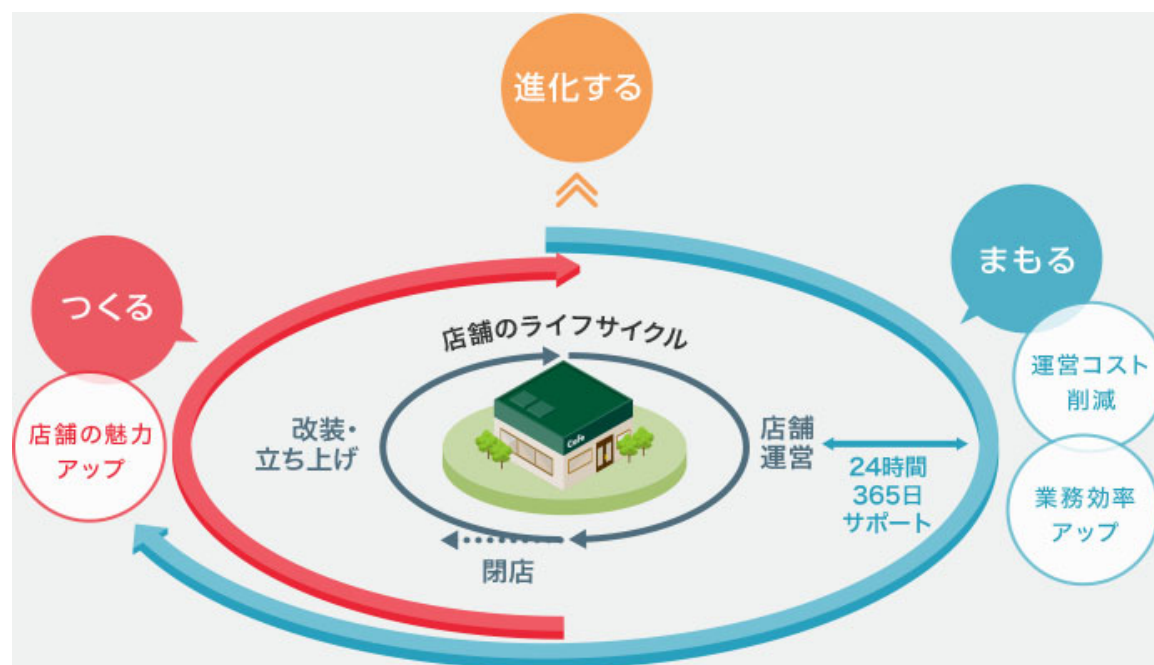 進化する
つくる
店舗の魅力
アップ
まもる
運営コスト
削減
業務効率
アップ
店舗のライフサイクル
改装・
立ち上げ
Cafe
店舗
運営
24時間
365日
サポート
閉店